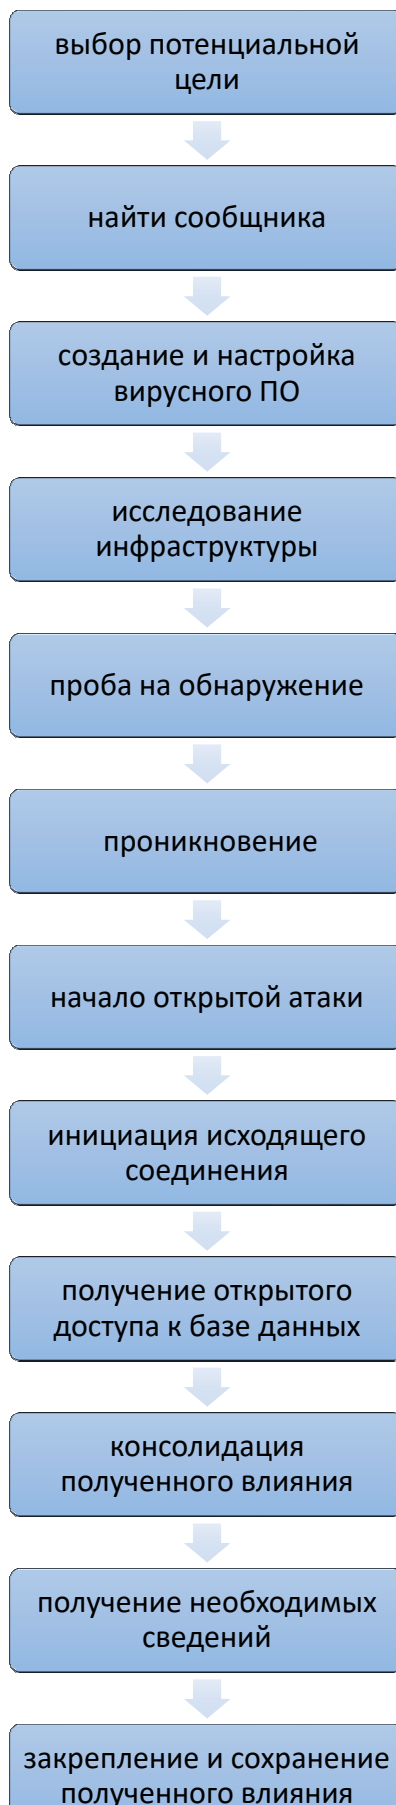 выбор потенциальной
цели
найти сообщника
создание и настройка
вирусного ПО
исследование
инфраструктуры
проба на обнаружение
проникновение
начало открытой атаки
инициация исходящего
соединения
получение открытого
доступа к базе данных
консолидация
полученного влияния
получение необходимых
сведений
закрепление и сохранение
полученного влияния